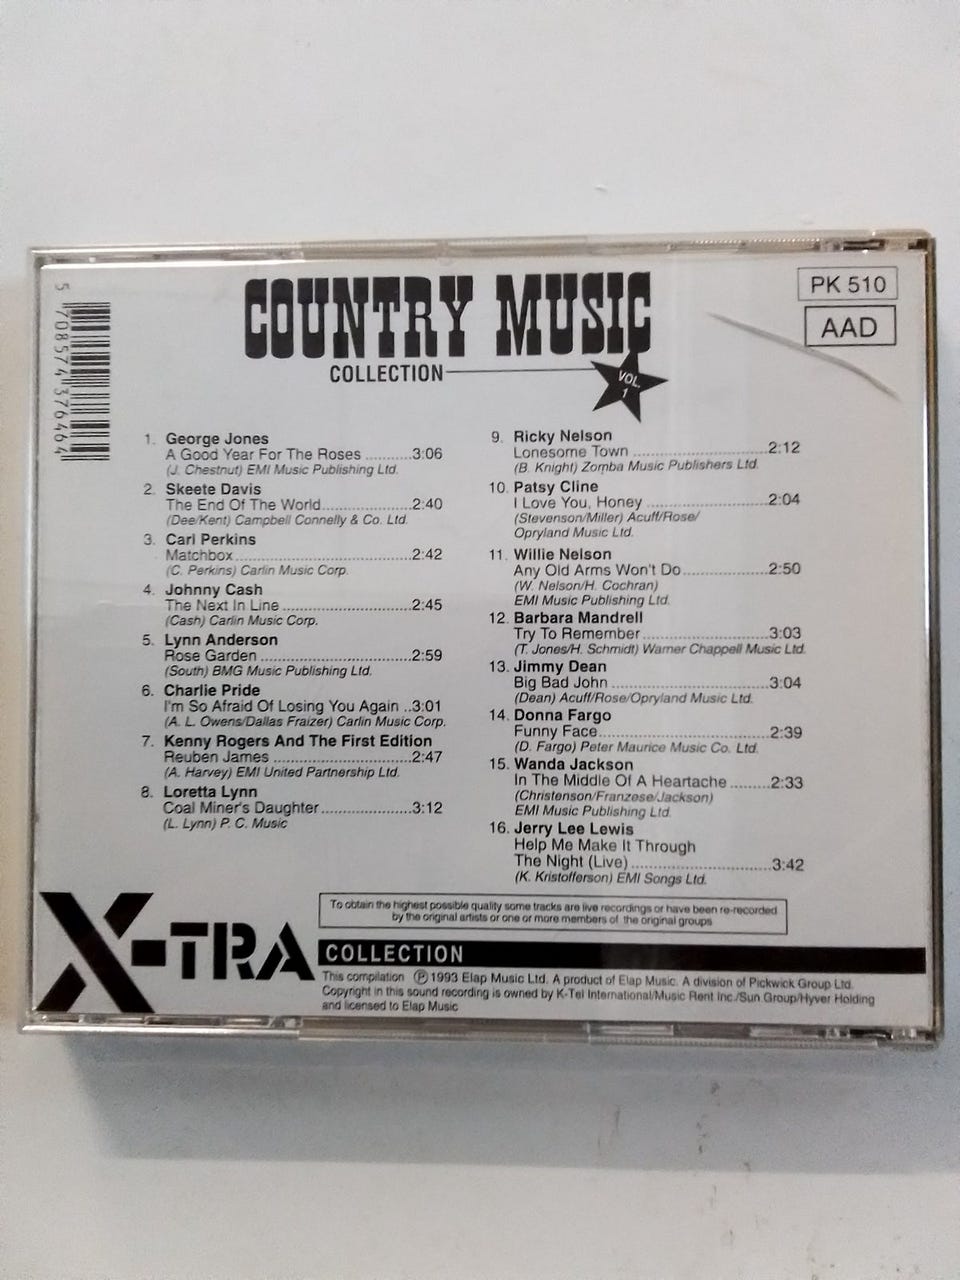 COUNTRY MUSIC
COLLECTION
VOL.
1
PK 510
AAD
5 708574 376464
1. George Jones
A Good Year For The Roses ..........3:06
(J. Chestnut) EMI Music Publishing Ltd.
2. Skeete Davis
The End Of The World....................2:40
(Dee/Kent) Campbell Connelly & Co. Ltd.
3. Carl Perkins
Matchbox.......................................2:42
(C. Perkins) Carlin Music Corp.
4. Johnny Cash
The Next In Line ............................2:45
(Cash) Carlin Music Corp.
5. Lynn Anderson
Rose Garden .................................2:59
(South) BMG Music Publishing Ltd.
6. Charlie Pride
I'm So Afraid Of Losing You Again ..3:01
(A. L. Owens/Dallas Fraizer) Carlin Music Corp.
7. Kenny Rogers And The First Edition
Reuben James ...............................2:47
(A. Harvey) EMI United Partnership Ltd.
8. Loretta Lynn
Coal Miner's Daughter....................3:12
(L. Lynn) P. C. Music
9. Ricky Nelson
Lonesome Town .............................2:12
(B. Knight) Zomba Music Publishers Ltd.
10. Patsy Cline
I Love You, Honey ..........................2:04
(Stevenson/Miller) Acuff/Rose/
Opryland Music Ltd.
11. Willie Nelson
Any Old Arms Won't Do...................2:50
(W. Nelson/H. Cochran)
EMI Music Publishing Ltd.
12. Barbara Mandrell
Try To Remember ...........................3:03
(T. Jones/H. Schmidt) Warner Chappell Music Ltd.
13. Jimmy Dean
Big Bad John ..................................3:04
(Dean) Acuff/Rose/Opryland Music Ltd.
14. Donna Fargo
Funny Face.....................................2:39
(D. Fargo) Peter Maurice Music Co. Ltd.
15. Wanda Jackson
In The Middle Of A Heartache .........2:33
(Christenson/Franzese/Jackson)
EMI Music Publishing Ltd.
16. Jerry Lee Lewis
Help Me Make It Through
The Night (Live) ..............................3:42
(K. Kristofferson) EMI Songs Ltd.
To obtain the highest possible quality some tracks are live recordings or have been re-recorded
by the original artists or one or more members of the original groups
X-TRA
COLLECTION
This compilation Ⓟ 1993 Elap Music Ltd. A product of Elap Music. A division of Pickwick Group Ltd.
Copyright in this sound recording is owned by K-Tel International/Music Rent Inc./Sun Group/Hyver Holding
and licensed to Elap Music